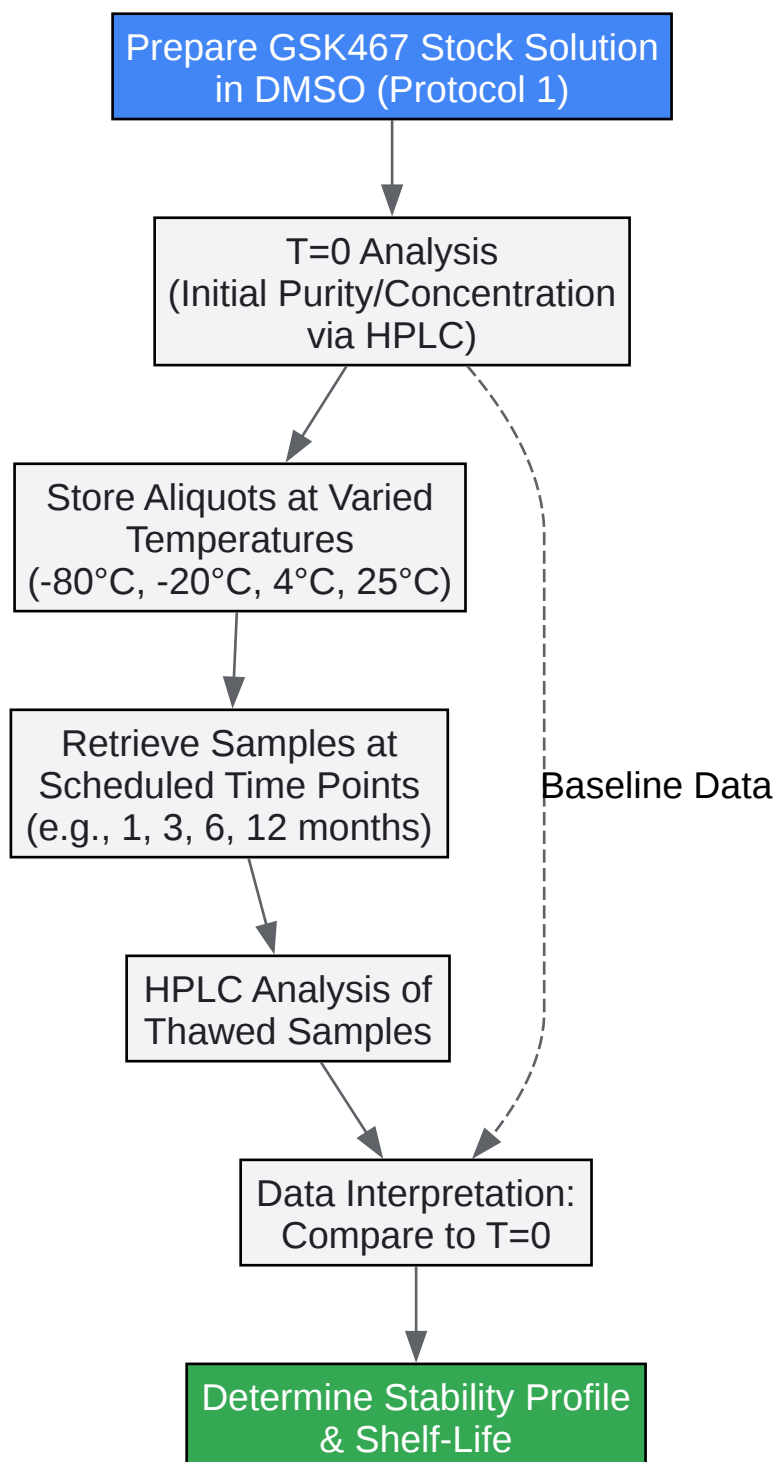 Prepare GSK467 Stock Solution
in DMSO (Protocol 1)
T=0 Analysis
(Initial Purity/Concentration
via HPLC)
Store Aliquots at Varied
Temperatures
(-80°C, -20°C, 4°C, 25°C)
Retrieve Samples at
Scheduled Time Points
(e.g., 1, 3, 6, 12 months)
Baseline Data
HPLC Analysis of
Thawed Samples
Data Interpretation:
Compare to T=0
Determine Stability Profile
& Shelf-Life